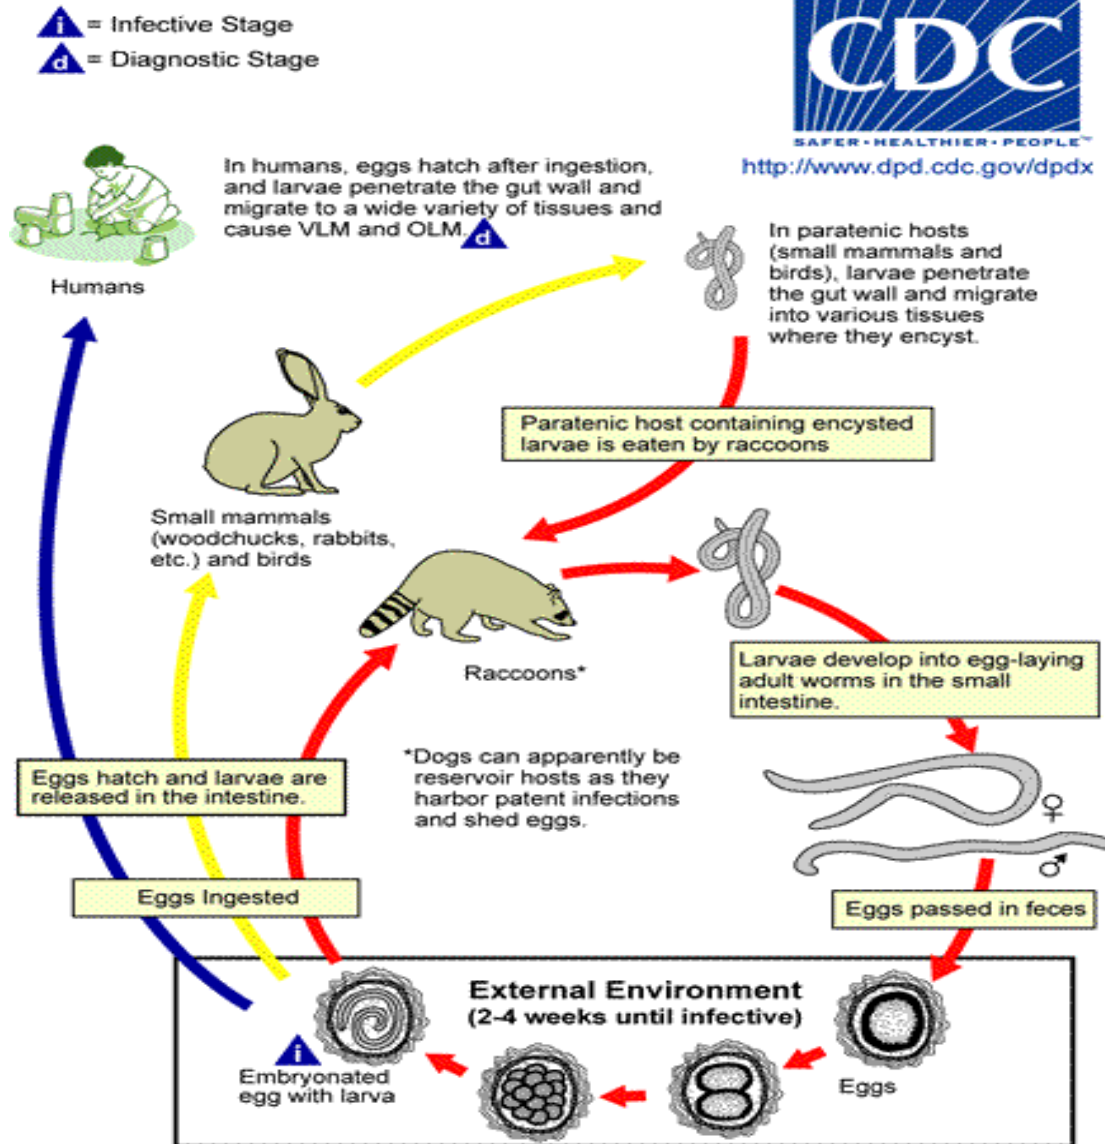 i = Infective Stage
d = Diagnostic Stage
CDC
SAFER • HEALTHIER • PEOPLE™
http://www.dpd.cdc.gov/dpdx
In humans, eggs hatch after ingestion,
and larvae penetrate the gut wall and
migrate to a wide variety of tissues and
cause VLM and OLM.
d
Humans
In paratenic hosts
(small mammals and
birds), larvae penetrate
the gut wall and migrate
into various tissues
where they encyst.
Paratenic host containing encysted
larvae is eaten by raccoons
Small mammals
(woodchucks, rabbits,
etc.) and birds
Raccoons*
Larvae develop into egg-laying
adult worms in the small
intestine.
*Dogs can apparently be
reservoir hosts as they
harbor patent infections
and shed eggs.
Eggs hatch and larvae are
released in the intestine.
♀
♂
Eggs Ingested
Eggs passed in feces
External Environment
(2-4 weeks until infective)
i
Embryonated
egg with larva
Eggs